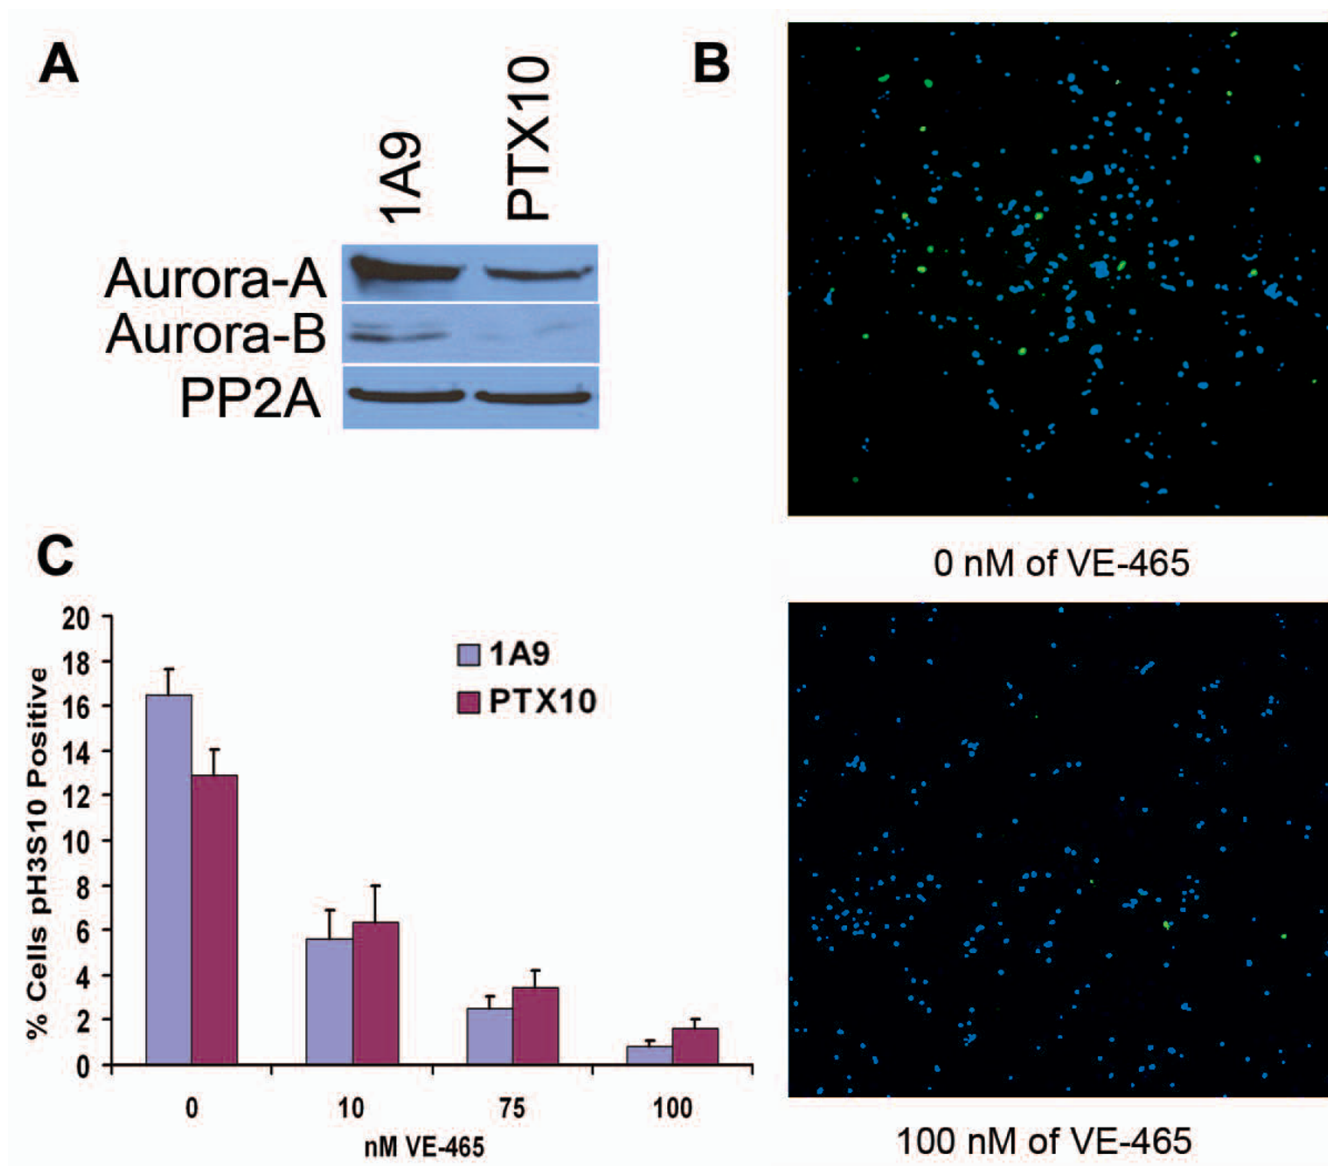 A
B
1A9
PTX10
Aurora-A
Aurora-B
PP2A
0 nM of VE-465
C
20
18
16
14
12
10
8
6
4
2
0
% Cells pH3S10 Positive
1A9
PTX10
0
10
75
100
nM VE-465
100 nM of VE-465